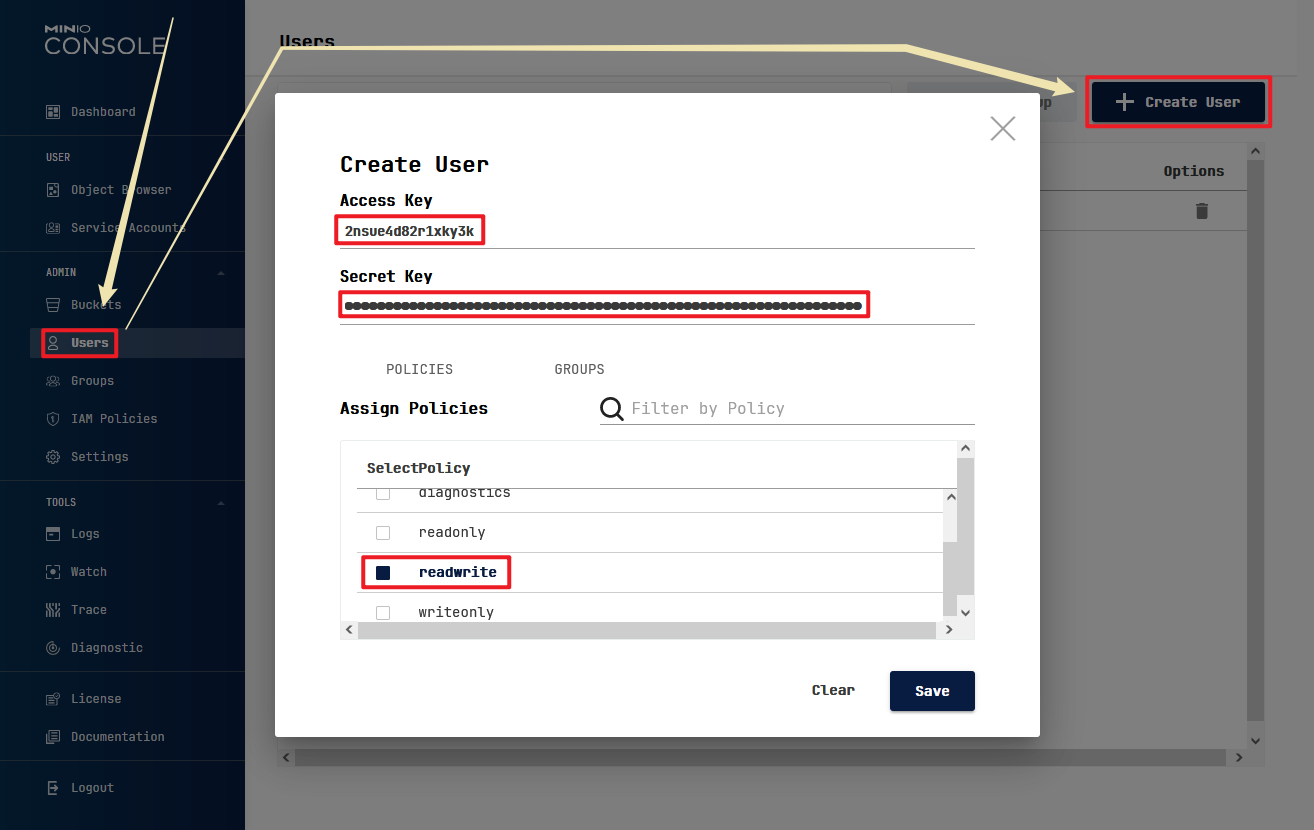 MINIO
CONSOLE
Dashboard
USER
Object Browser
Service Accounts
ADMIN
Buckets
Users
Groups
IAM Policies
Settings
TOOLS
Logs
Watch
Trace
Diagnostic
License
Documentation
Logout
Users
Create User
Options
Create User
Access Key
2nsue4d82r1xky3k
Secret Key
POLICIES GROUPS
Assign Policies Filter by Policy
Select Policy
diagnostics
readonly
readwrite
writeonly
Clear Save